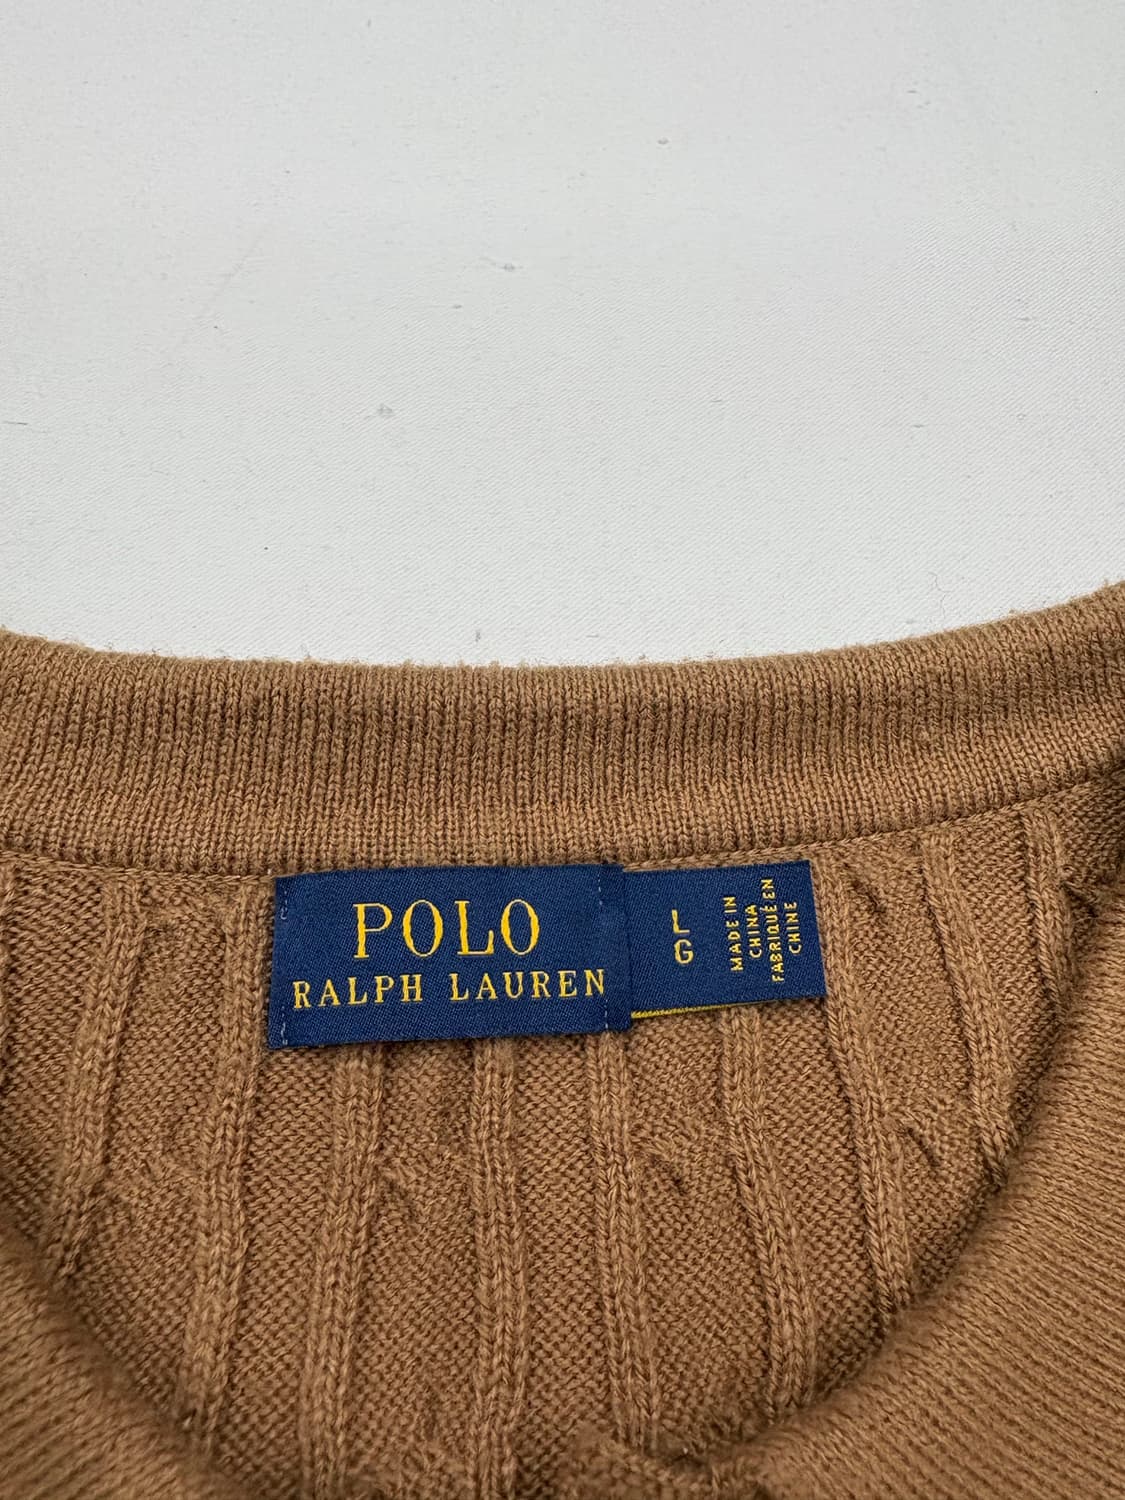 POLO
RALPH LAUREN
L
G
MADE IN
CHINA
FABRIQUÉ EN
CHINE